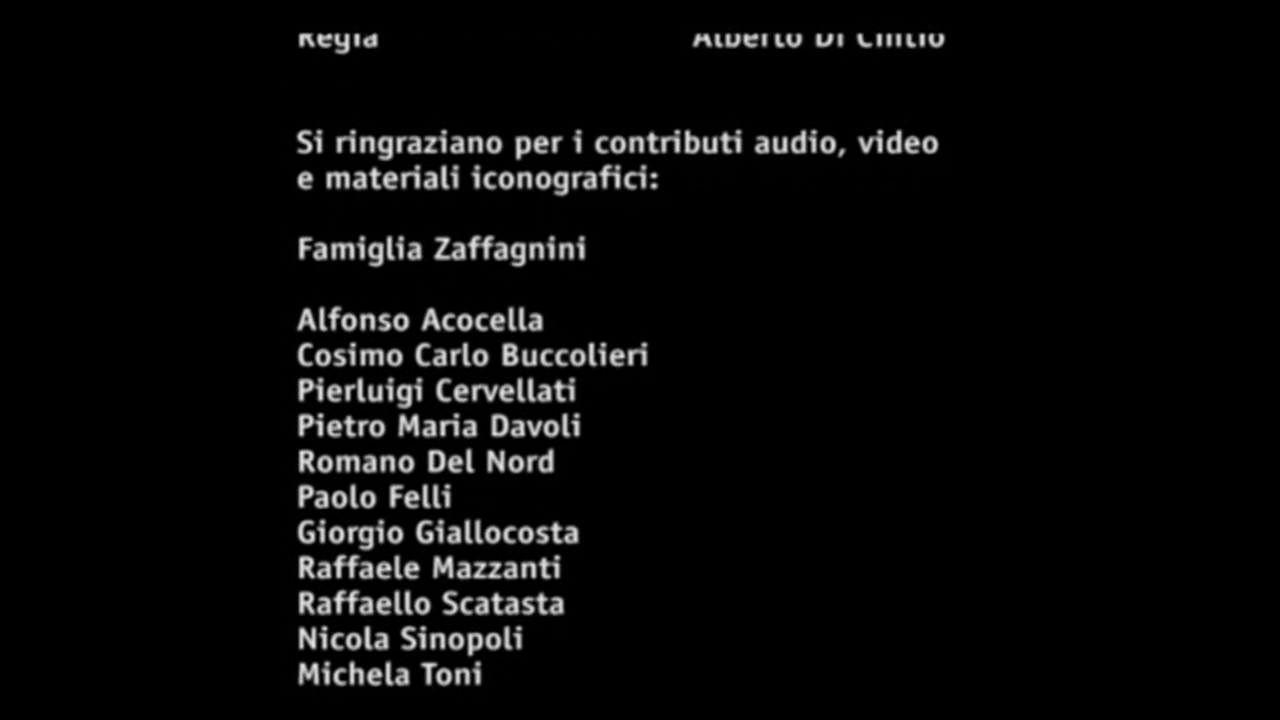 Regia Alberto Di Cintio
Si ringraziano per i contributi audio, video
e materiali iconografici:
Famiglia Zaffagnini
Alfonso Acocella
Cosimo Carlo Buccolieri
Pierluigi Cervellati
Pietro Maria Davoli
Romano Del Nord
Paolo Felli
Giorgio Giallocosta
Raffaele Mazzanti
Raffaello Scatasta
Nicola Sinopoli
Michela Toni